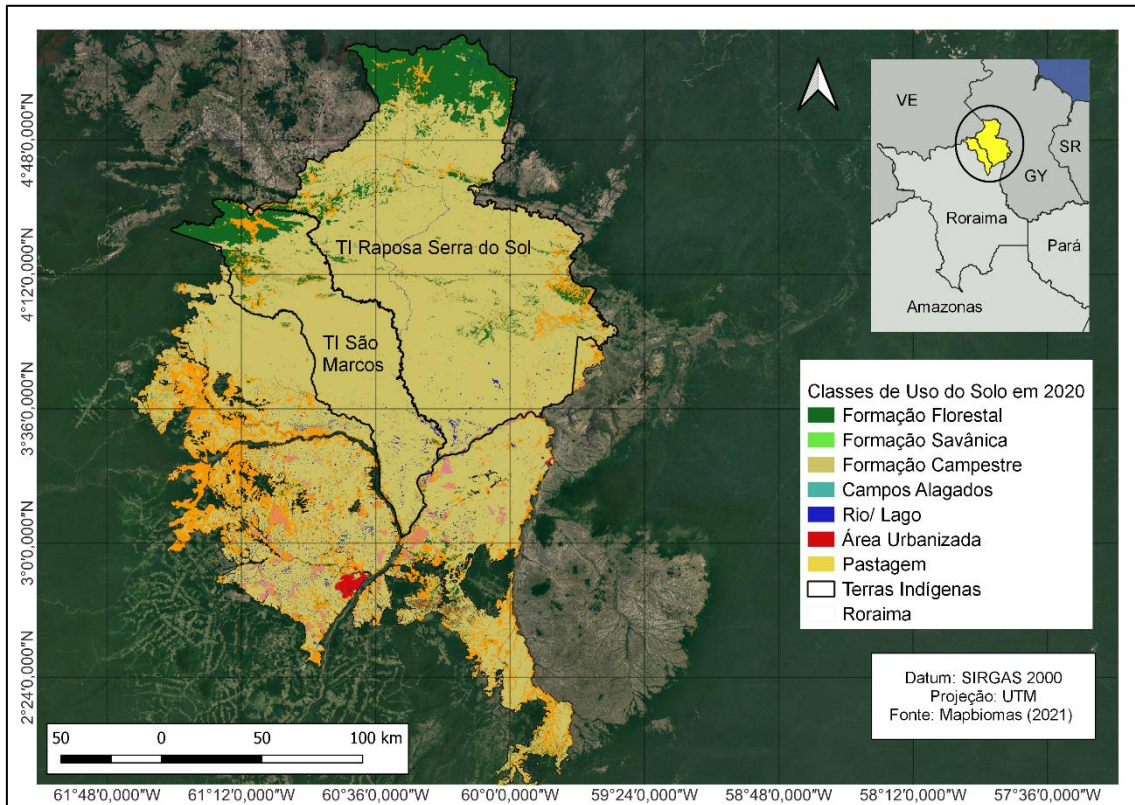 4°48'0,000"N
4°12'0,000"N
3°36'0,000"N
3°0'0,000"N
2°24'0,000"N
TI Raposa Serra do Sol
TI São
Marcos
VE
SR
GY
Roraima
Pará
Amazonas
Classes de Uso do Solo em 2020
Formação Florestal
Formação Savânica
Formação Campestre
Campos Alagados
Rio/ Lago
Área Urbanizada
Pastagem
Terras Indígenas
Roraima
Datum: SIRGAS 2000
Projeção: UTM
Fonte: Mapbiomas (2021)
50 0 50 100 km
61°48'0,000"W 61°12'0,000"W 60°36'0,000"W 60°0'0,000"W 59°24'0,000"W 58°48'0,000"W 58°12'0,000"W 57°36'0,000"W